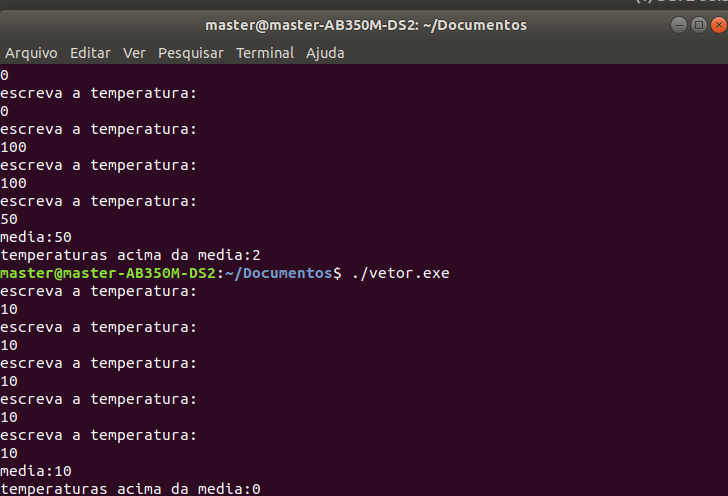 master@master-AB350M-DS2: ~/Documentos
Arquivo Editar Ver Pesquisar Terminal Ajuda
0
escreva a temperatura:
0
escreva a temperatura:
100
escreva a temperatura:
100
escreva a temperatura:
50
media:50
temperaturas acima da media:2
master@master-AB350M-DS2:~/Documentos$ ./vetor.exe
escreva a temperatura:
10
escreva a temperatura:
10
escreva a temperatura:
10
escreva a temperatura:
10
escreva a temperatura:
10
media:10
temperaturas acima da media:0